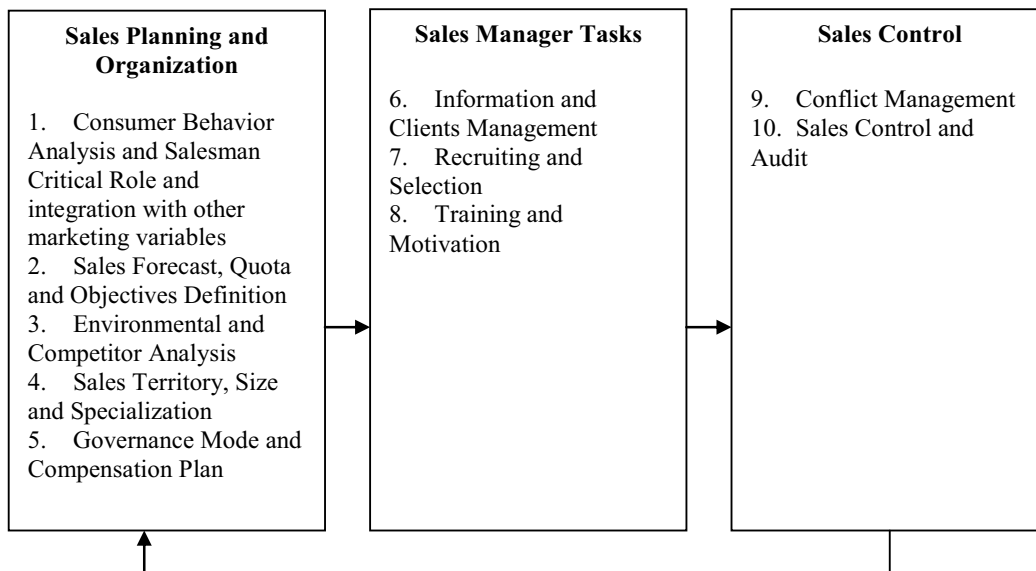 Sales Planning and
Organization
1. Consumer Behavior
Analysis and Salesman
Critical Role and
integration with other
marketing variables
2. Sales Forecast, Quota
and Objectives Definition
3. Environmental and
Competitor Analysis
4. Sales Territory, Size
and Specialization
5. Governance Mode and
Compensation Plan
Sales Manager Tasks
6. Information and
Clients Management
7. Recruiting and
Selection
8. Training and
Motivation
Sales Control
9. Conflict Management
10. Sales Control and
Audit